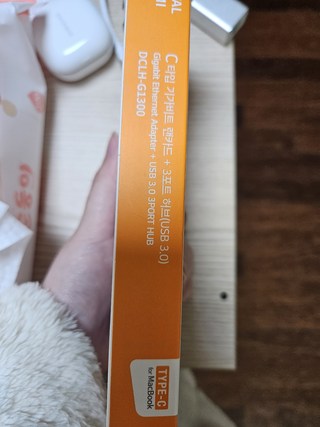 C 타입 기가비트 랜카드 + 3포트 허브(USB 3.0)
Gigabit Ethernet Adapter + USB 3.0 3PORT HUB
DCLH-G1300
TYPE-C
for MacBook